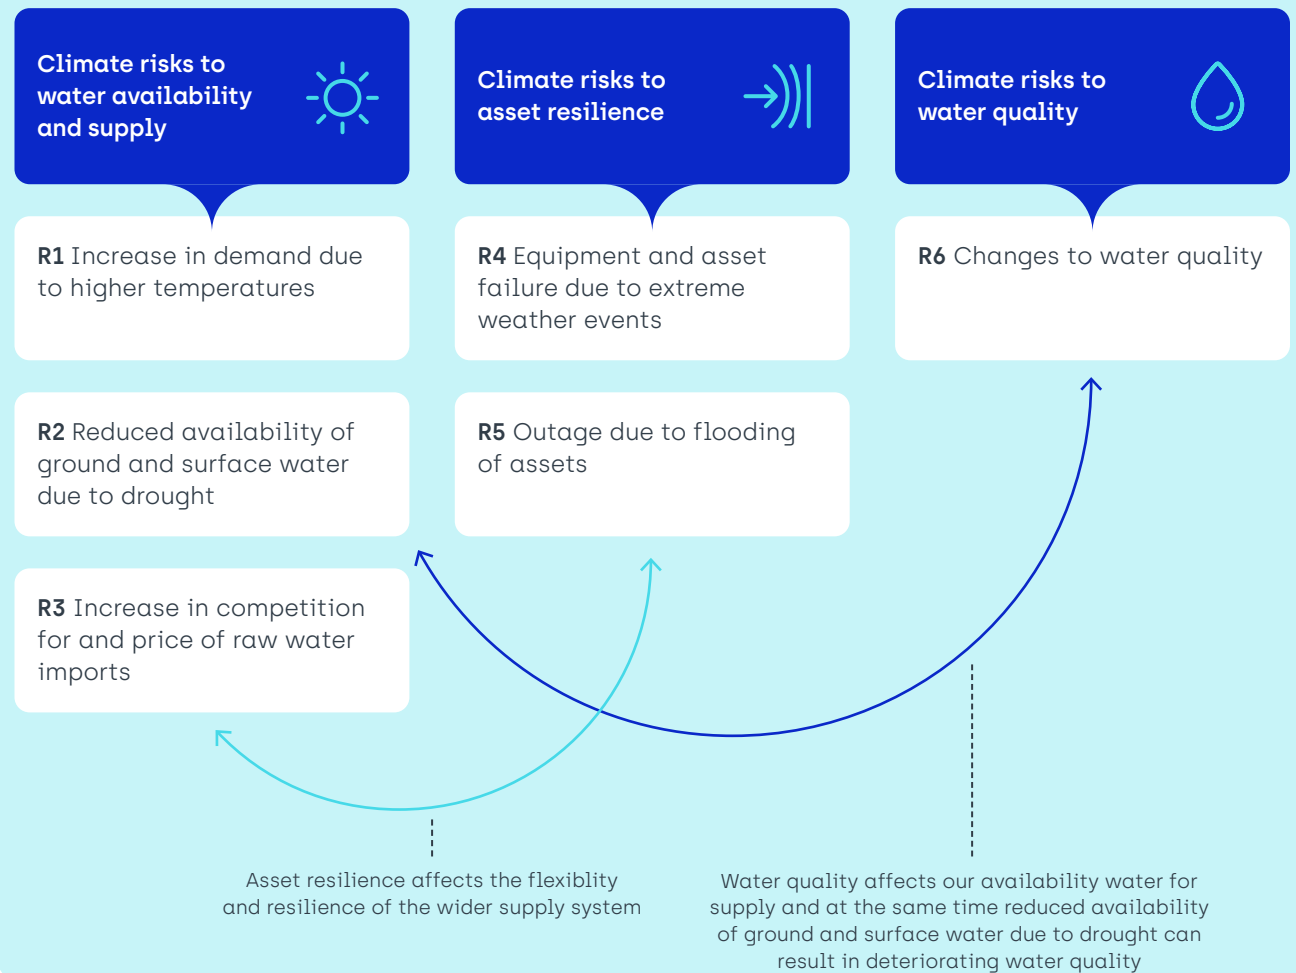 Climate risks to
water availability
and supply
R1 Increase in demand due
to higher temperatures
R2 Reduced availability of
ground and surface water
due to drought
R3 Increase in competition
for and price of raw water
imports
Climate risks to
asset resilience
R4 Equipment and asset
failure due to extreme
weather events
R5 Outage due to flooding
of assets
Climate risks to
water quality
R6 Changes to water quality
Asset resilience affects the flexiblity
and resilience of the wider supply system
Water quality affects our availability water for
supply and at the same time reduced availability
of ground and surface water due to drought can
result in deteriorating water quality